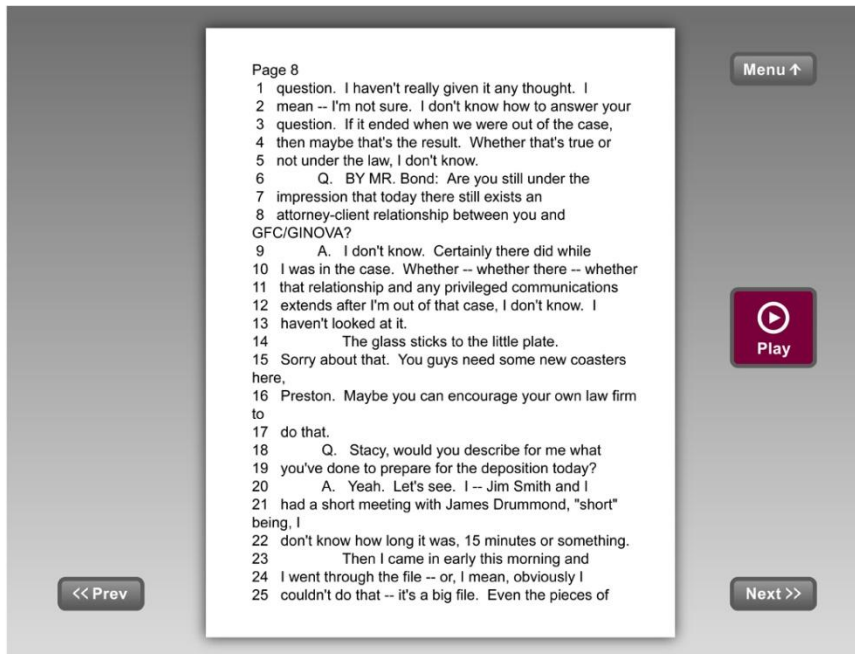 Page 8
1 question. I haven't really given it any thought. I
2 mean -- I'm not sure. I don't know how to answer your
3 question. If it ended when we were out of the case,
4 then maybe that's the result. Whether that's true or
5 not under the law, I don't know.
6 Q. BY MR. Bond: Are you still under the
7 impression that today there still exists an
8 attorney-client relationship between you and
GFC/GINOVA?
9 A. I don't know. Certainly there did while
10 I was in the case. Whether -- whether there -- whether
11 that relationship and any privileged communications
12 extends after I'm out of that case, I don't know. I
13 haven't looked at it.
14 The glass sticks to the little plate.
15 Sorry about that. You guys need some new coasters
here,
16 Preston. Maybe you can encourage your own law firm
to
17 do that.
18 Q. Stacy, would you describe for me what
19 you've done to prepare for the deposition today?
20 A. Yeah. Let's see. I -- Jim Smith and I
21 had a short meeting with James Drummond, "short"
being, I
22 don't know how long it was, 15 minutes or something.
23 Then I came in early this morning and
24 I went through the file -- or, I mean, obviously I
25 couldn't do that -- it's a big file. Even the pieces of
Menu ↑
Play
<< Prev
Next >>